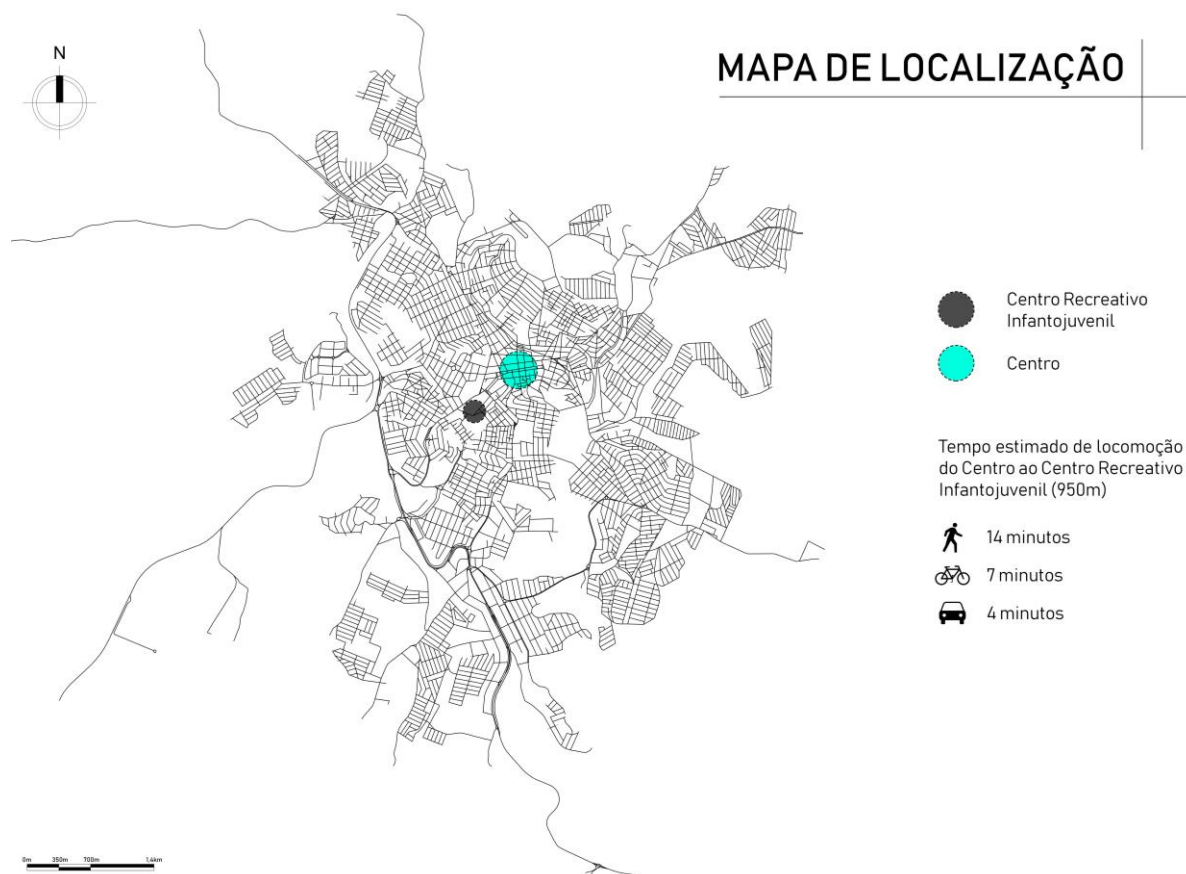 N
MAPA DE LOCALIZAÇÃO
Centro Recreativo
Infantojuvenil
Centro
Tempo estimado de locomoção
do Centro ao Centro Recreativo
Infantojuvenil (950m)
14 minutos
7 minutos
4 minutos
0m 350m 700m 1,4km